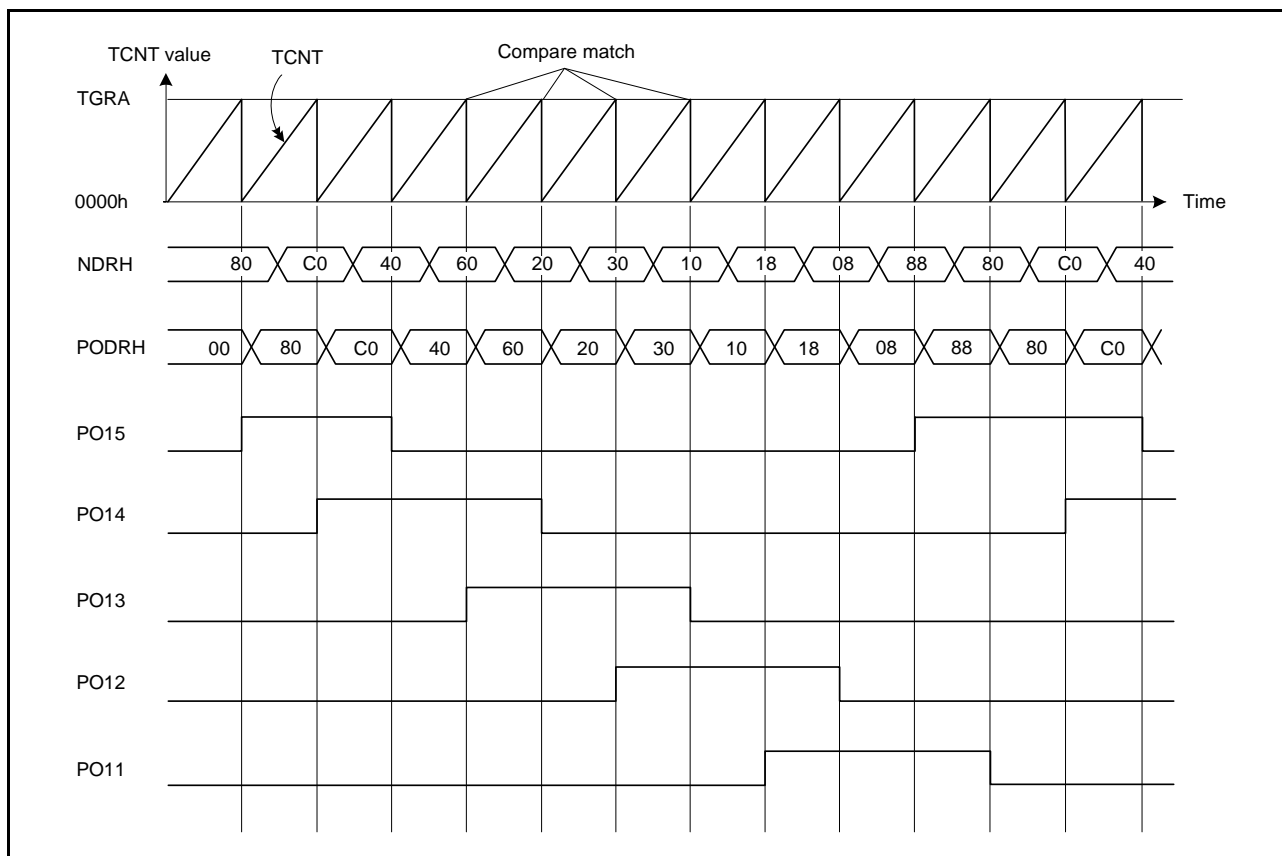 TCNT value
TCNT
Compare match
TGRA
0000h
Time
NDRH 80 C0 40 60 20 30 10 18 08 88 80 C0 40
PODRH 00 80 C0 40 60 20 30 10 18 08 88 80 C0
PO15
PO14
PO13
PO12
PO11